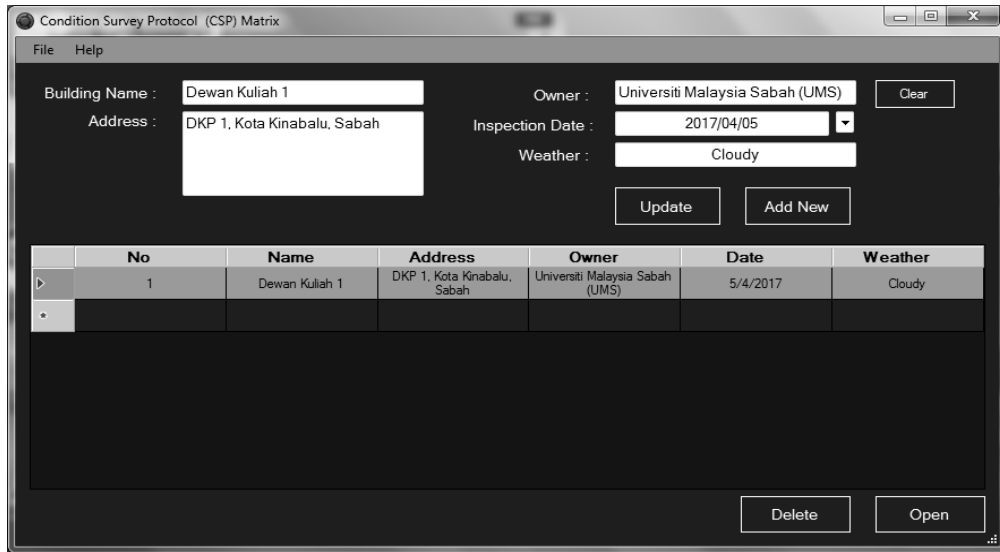 Condition Survey Protocol (CSP) Matrix
File Help
Building Name : Dewan Kuliah 1
Owner : Universiti Malaysia Sabah (UMS)
Clear
Address : DKP 1, Kota Kinabalu, Sabah
Inspection Date : 2017/04/05
Weather : Cloudy
Update Add New
No Name Address Owner Date Weather
1 Dewan Kuliah 1 DKP 1, Kota Kinabalu, Sabah Universiti Malaysia Sabah (UMS) 5/4/2017 Cloudy
Delete Open